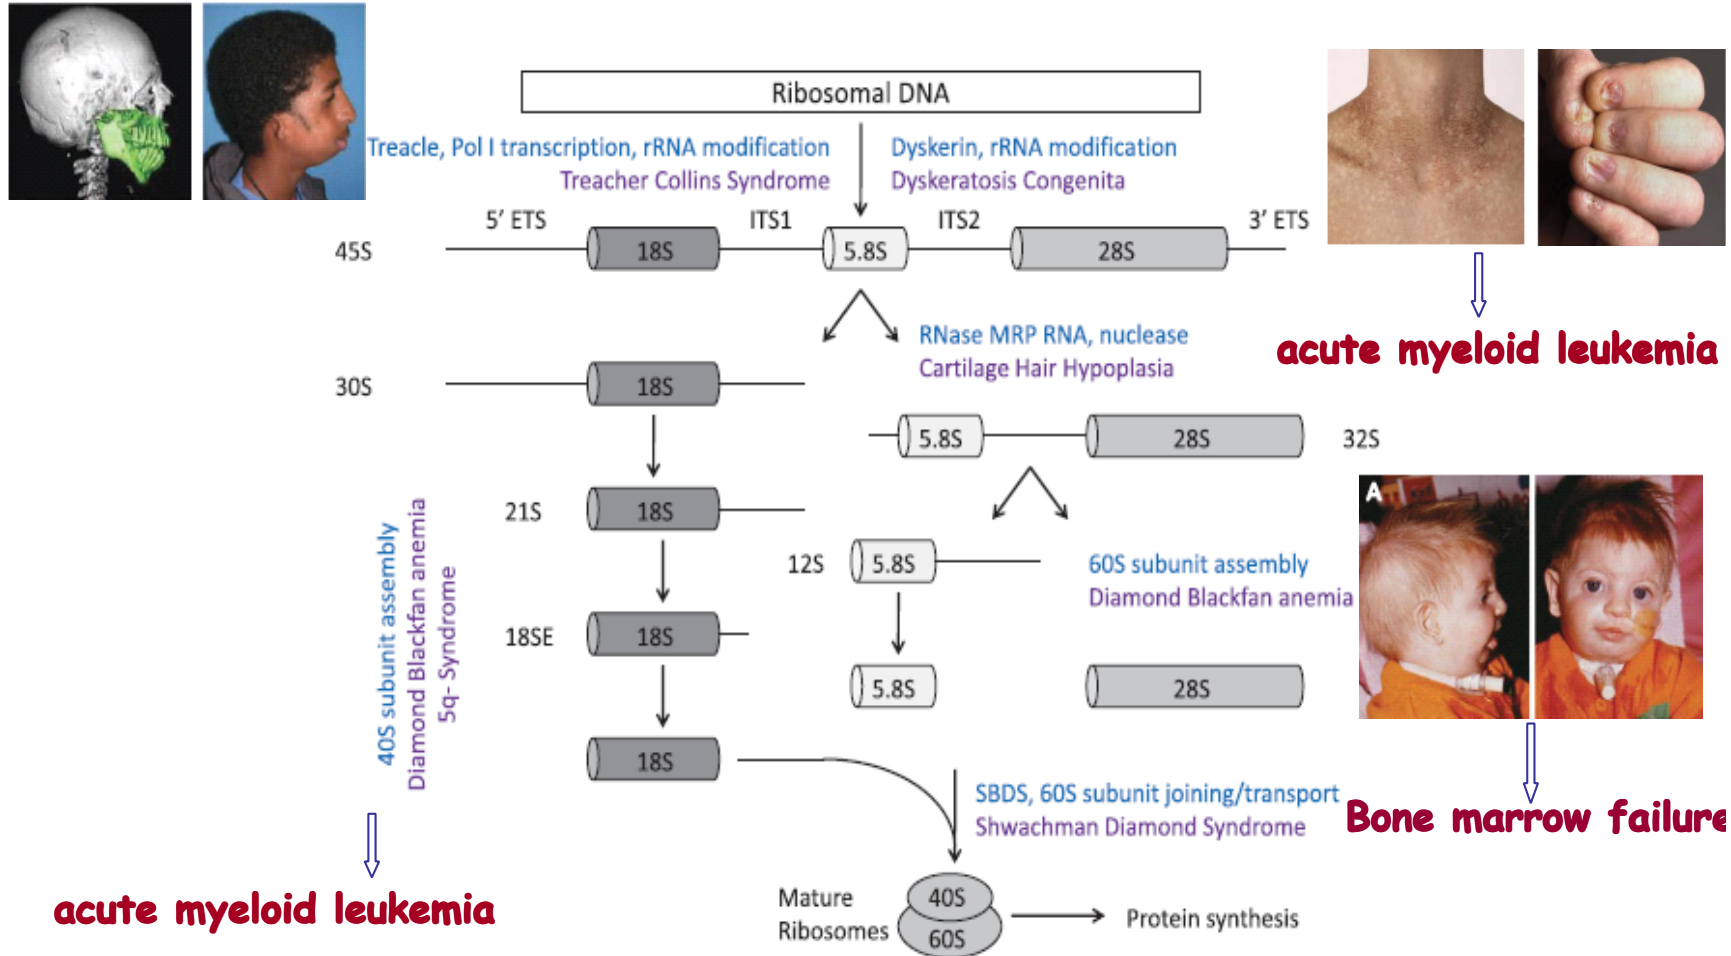 Ribosomal DNA
Treacle, Pol I transcription, rRNA modification
Treacher Collins Syndrome
Dyskerin, rRNA modification
Dyskeratosis Congenita
5’ ETS
ITS1
ITS2
3’ ETS
45S
18S
5.8S
28S
RNase MRP RNA, nuclease
Cartilage Hair Hypoplasia
acute myeloid leukemia
30S
18S
5.8S
28S
32S
A
21S
18S
12S
5.8S
60S subunit assembly
Diamond Blackfan anemia
40S subunit assembly
Diamond Blackfan anemia
5q- Syndrome
18SE
18S
5.8S
28S
18S
SBDS, 60S subunit joining/transport
Shwachman Diamond Syndrome
Bone marrow failure
acute myeloid leukemia
Mature
Ribosomes
40S
60S
Protein synthesis